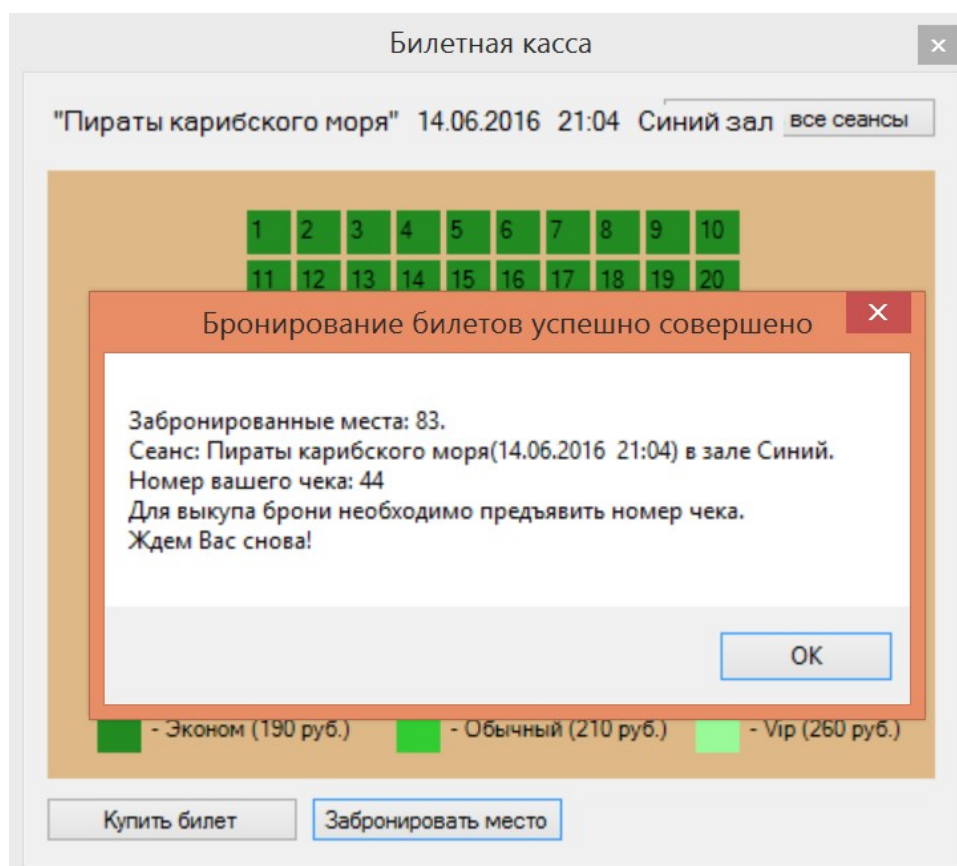 Билетная касса
"Пираты карибского моря" 14.06.2016 21:04 Синий зал все сеансы
1 2 3 4 5 6 7 8 9 10
11 12 13 14 15 16 17 18 19 20
Бронирование билетов успешно совершено
Забронированные места: 83.
Сеанс: Пираты карибского моря(14.06.2016 21:04) в зале Синий.
Номер вашего чека: 44
Для выкупа брони необходимо предъявить номер чека.
Ждем Вас снова!
OK
- Эконом (190 руб.) - Обычный (210 руб.) - Vip (260 руб.)
Купить билет Забронировать место